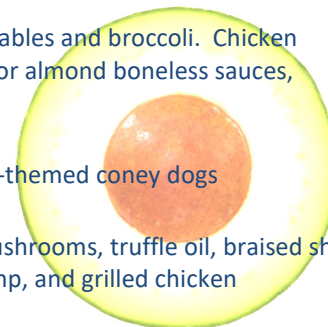 ables and broccoli.  Chicken
or almond boneless sauces,
-themed coney dogs
ushrooms, truffle oil, braised sh
mp, and grilled chicken